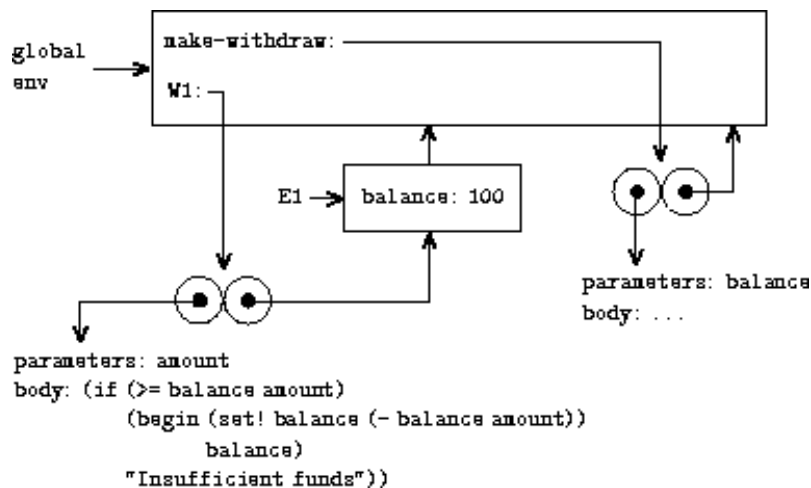 make-withdraw:
global
env
W1:
E1
balance: 100
parameters: balance
body: ...
parameters: amount
body: (if (>= balance amount)
(begin (set! balance (- balance amount))
balance)
"Insufficient funds"))